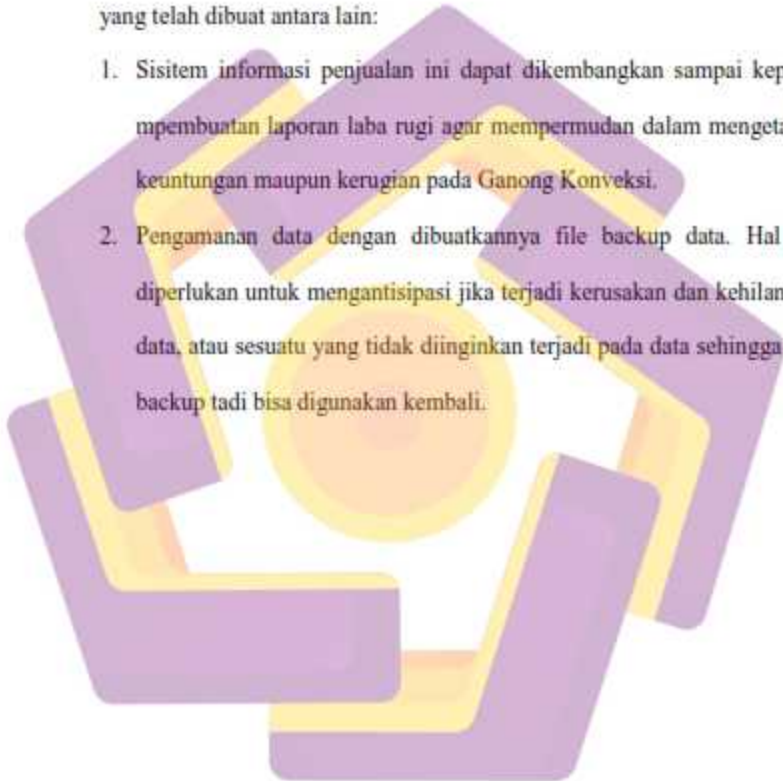 yang telah dibuat antara lain:
1. Sisitem informasi penjualan ini dapat dikembangkan sampai kep
mpembuatan laporan laba rugi agar mempermudan dalam mengeta
keuntungan maupun kerugian pada Ganong Konveksi.
2. Pengamanan data dengan dibuatkannya file backup data. Hal
diperlukan untuk mengantisipasi jika terjadi kerusakan dan kehilan
data, atau sesuatu yang tidak diinginkan terjadi pada data sehingga
backup tadi bisa digunakan kembali.